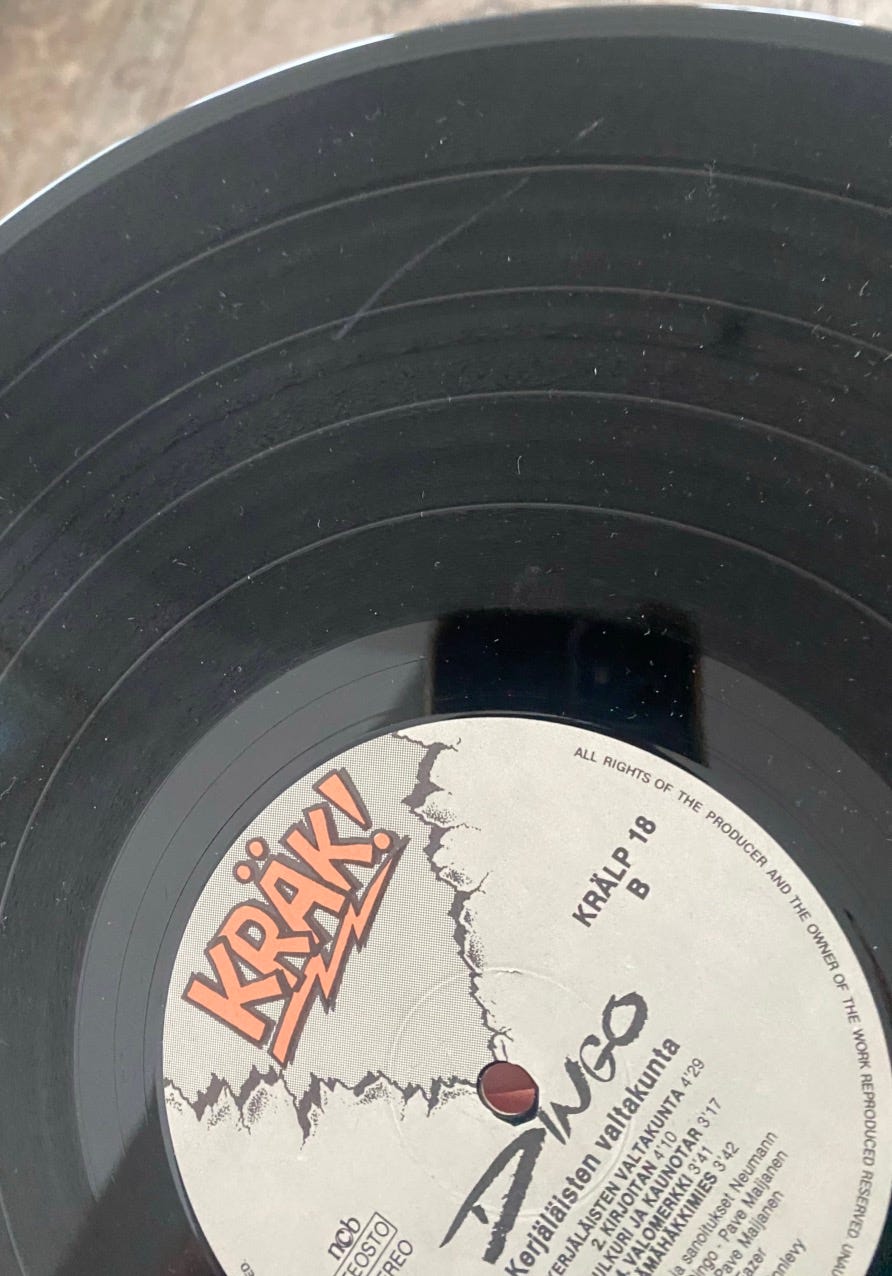 KRÄK!
ALL RIGHTS OF THE PRODUCER AND THE OWNER OF THE WORK REPRODUCED RESERVED
KRÄLP 18
B
DINGO
Kerjäläisten valtakunta
KERJÄLÄISTEN VALTAKUNTA 4'29
2. KIRJOITAN 4'10
JA KAUNOTAR 3'17
VALOMERKKI 3'41
3'42
sanoitukset Neumann
- Pave Maijanen
Pave Maijanen
ncb